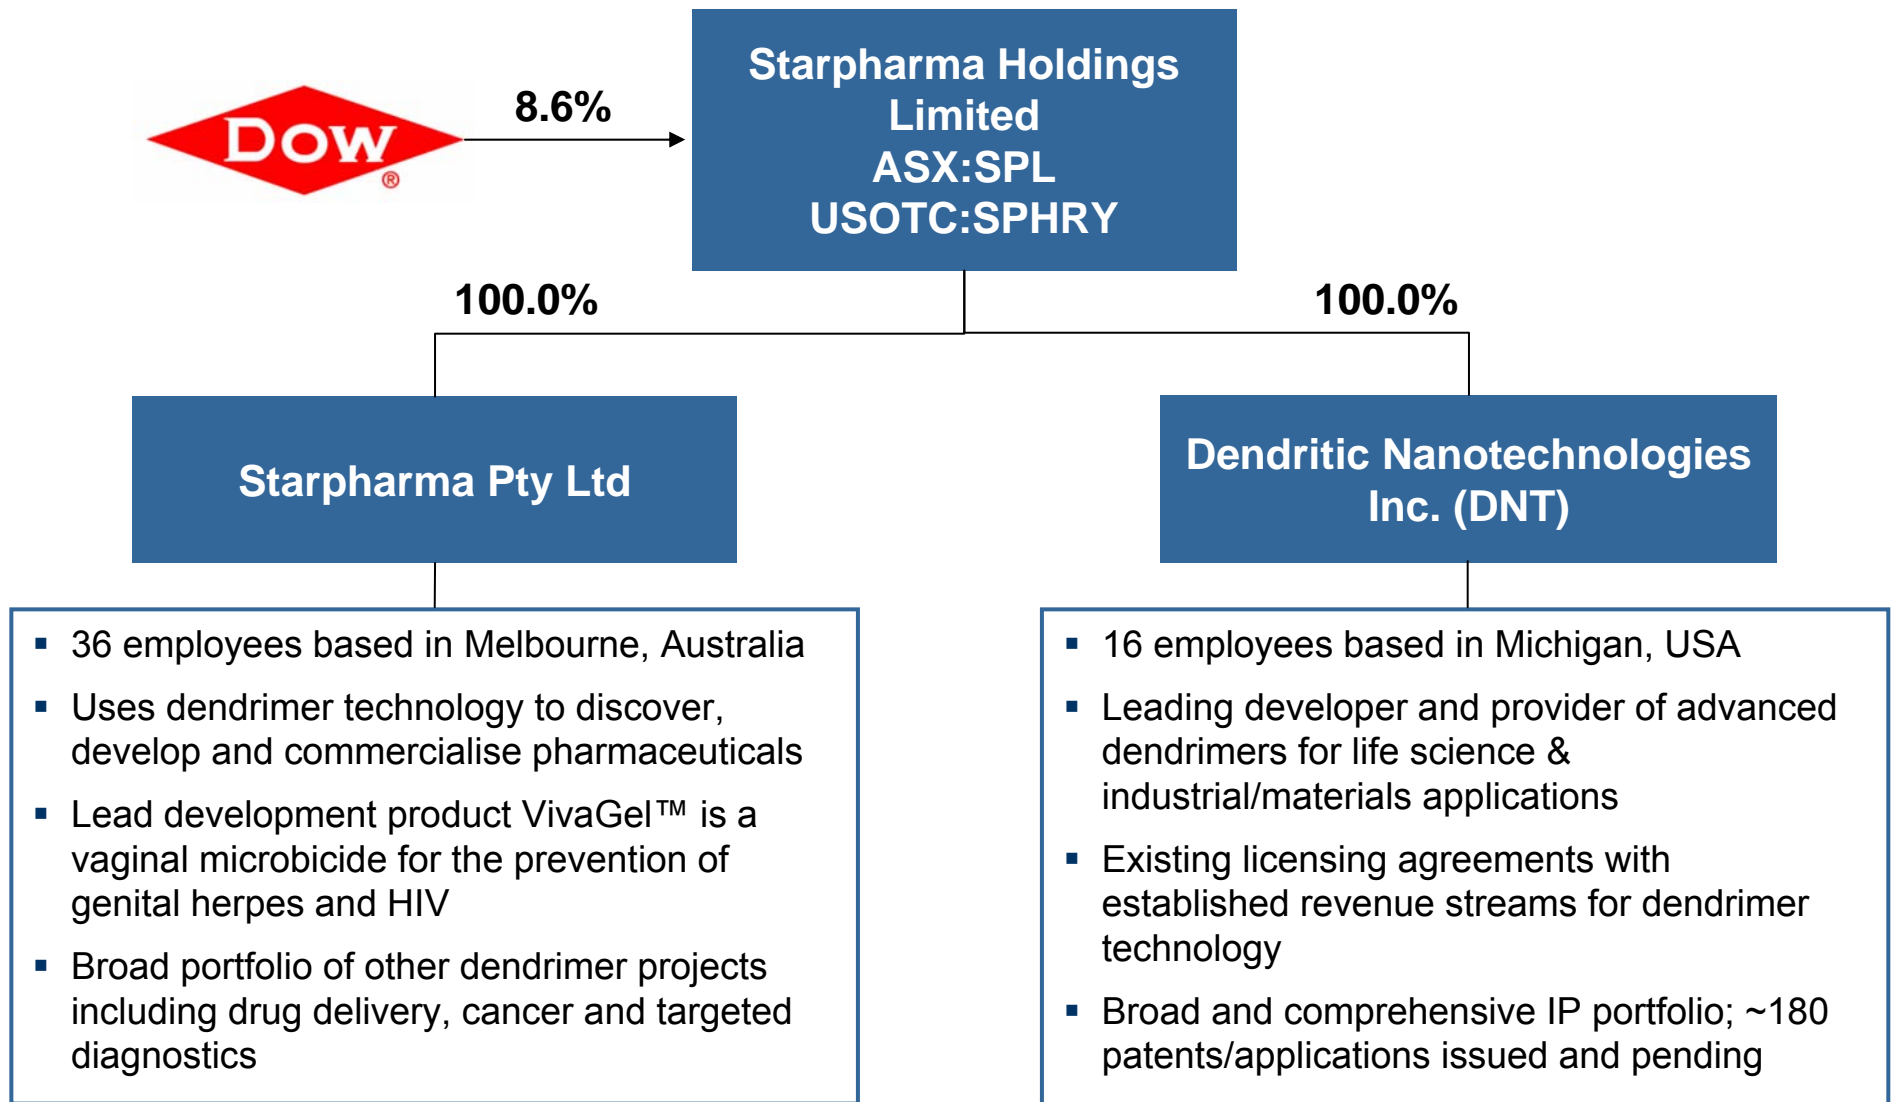 Starpharma Holdings
Limited
ASX:SPL
USOTC:SPHRY
Dow
®
8.6%
100.0%
100.0%
Starpharma Pty Ltd
Dendritic Nanotechnologies
Inc. (DNT)
▪ 36 employees based in Melbourne, Australia
▪ Uses dendrimer technology to discover,
develop and commercialise pharmaceuticals
▪ Lead development product VivaGel™ is a
vaginal microbicide for the prevention of
genital herpes and HIV
▪ Broad portfolio of other dendrimer projects
including drug delivery, cancer and targeted
diagnostics
▪ 16 employees based in Michigan, USA
▪ Leading developer and provider of advanced
dendrimers for life science &
industrial/materials applications
▪ Existing licensing agreements with
established revenue streams for dendrimer
technology
▪ Broad and comprehensive IP portfolio; ~180
patents/applications issued and pending